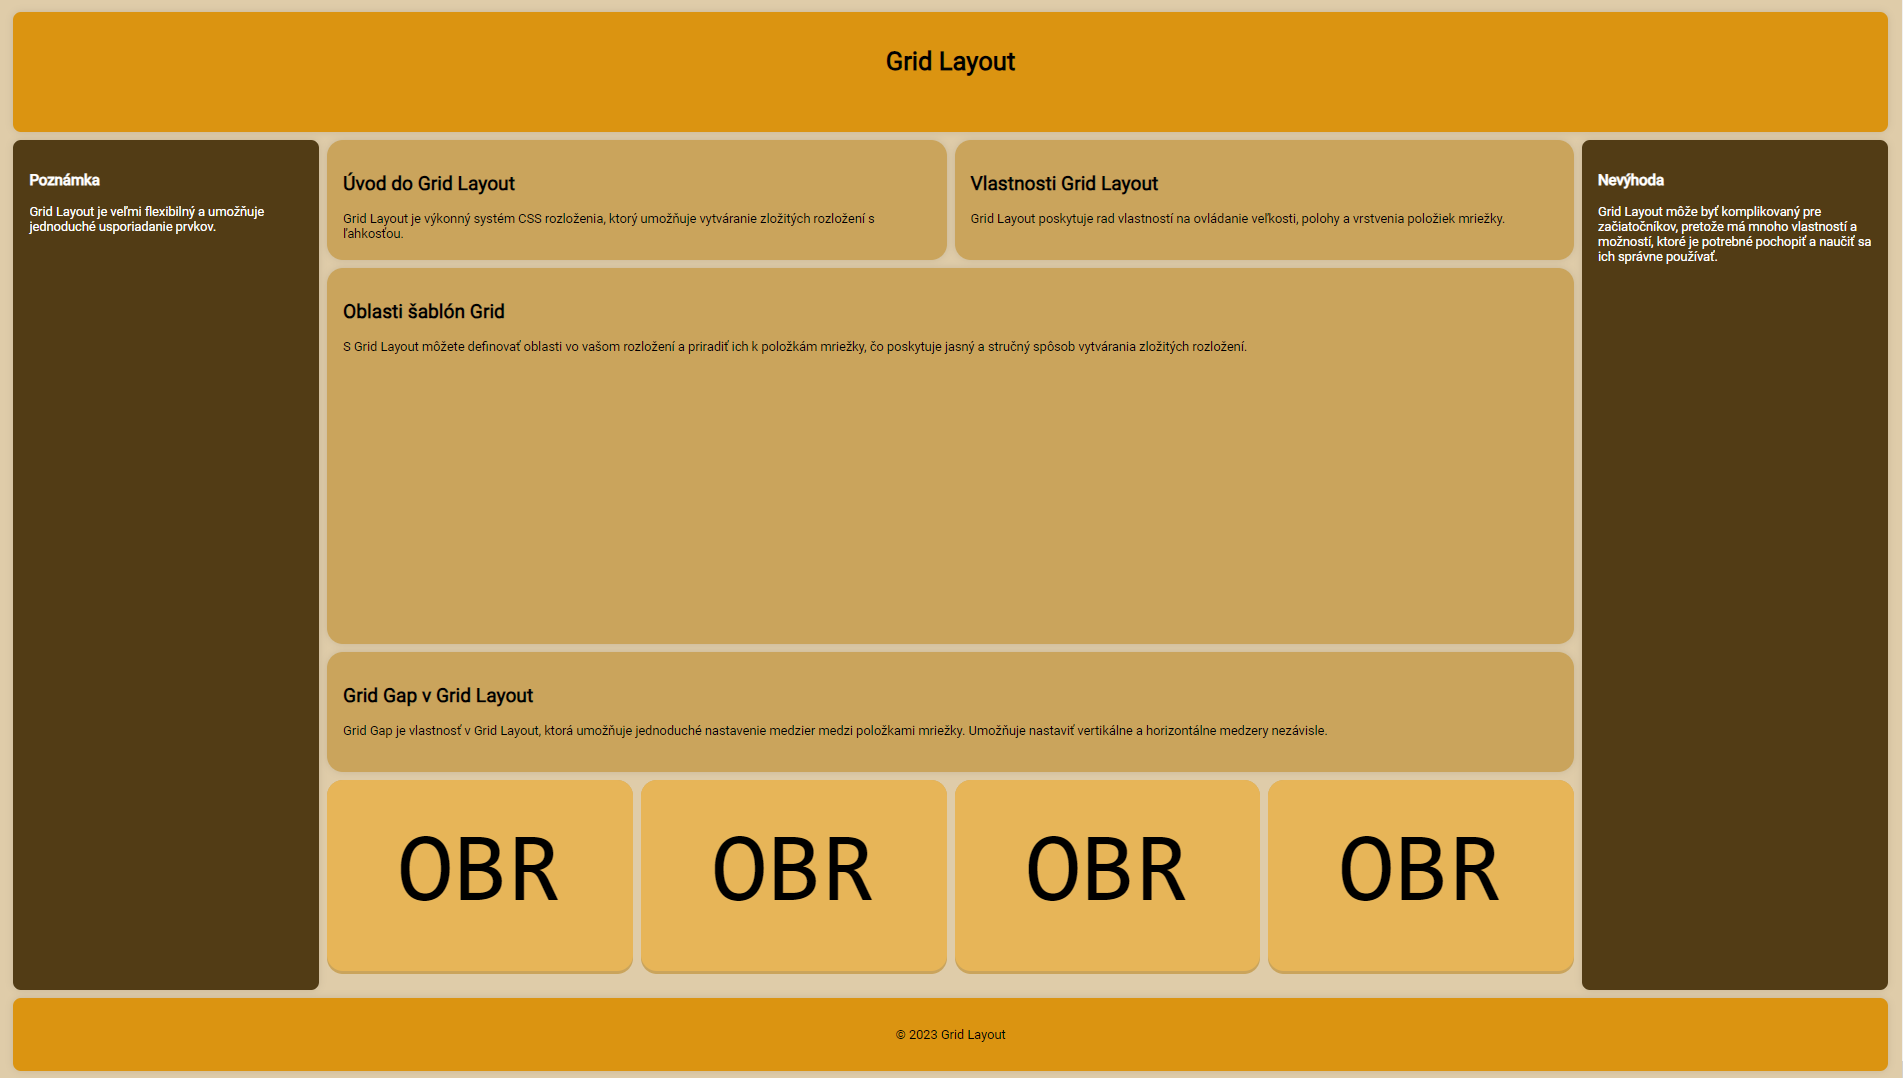 Grid Layout
Poznámka
Grid Layout je veľmi flexibilný a umožňuje
jednoduché usporiadanie prvkov.
Úvod do Grid Layout
Grid Layout je výkonný systém CSS rozloženia, ktorý umožňuje vytváranie zložitých rozložení s
ľahkosťou.
Vlastnosti Grid Layout
Grid Layout poskytuje rad vlastností na ovládanie veľkosti, polohy a vrstvenia položiek mriežky.
Nevýhoda
Grid Layout môže byť komplikovaný pre
začiatočníkov, pretože má mnoho vlastností a
možností, ktoré je potrebné pochopiť a naučiť sa
ich správne používať.
Oblasti šablón Grid
S Grid Layout môžete definovať oblasti vo vašom rozložení a priradiť ich k položkám mriežky, čo poskytuje jasný a stručný spôsob vytvárania zložitých rozložení.
Grid Gap v Grid Layout
Grid Gap je vlastnosť v Grid Layout, ktorá umožňuje jednoduché nastavenie medzier medzi položkami mriežky. Umožňuje nastaviť vertikálne a horizontálne medzery nezávisle.
OBR
OBR
OBR
OBR
© 2023 Grid Layout